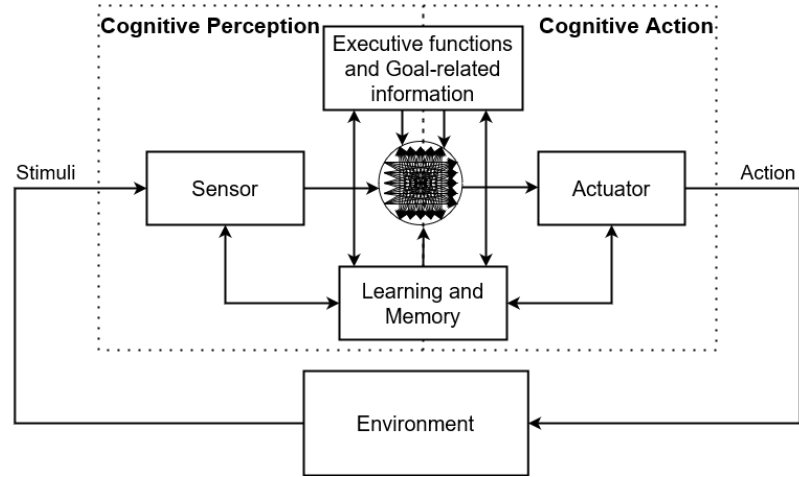 Cognitive Perception
Cognitive Action
Executive functions
and Goal-related
information
Stimuli
Sensor
Actuator
Action
Learning and
Memory
Environment